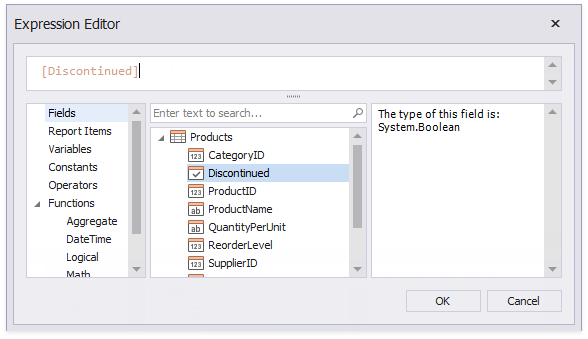 Expression Editor
[Discontinued]
Fields
Report Items
Variables
Constants
Operators
Functions
Aggregate
DateTime
Logical
Math
Enter text to search...
Products
123 CategoryID
Discontinued
123 ProductID
ab ProductName
ab QuantityPerUnit
123 ReorderLevel
123 SupplierID
The type of this field is:
System.Boolean
OK
Cancel